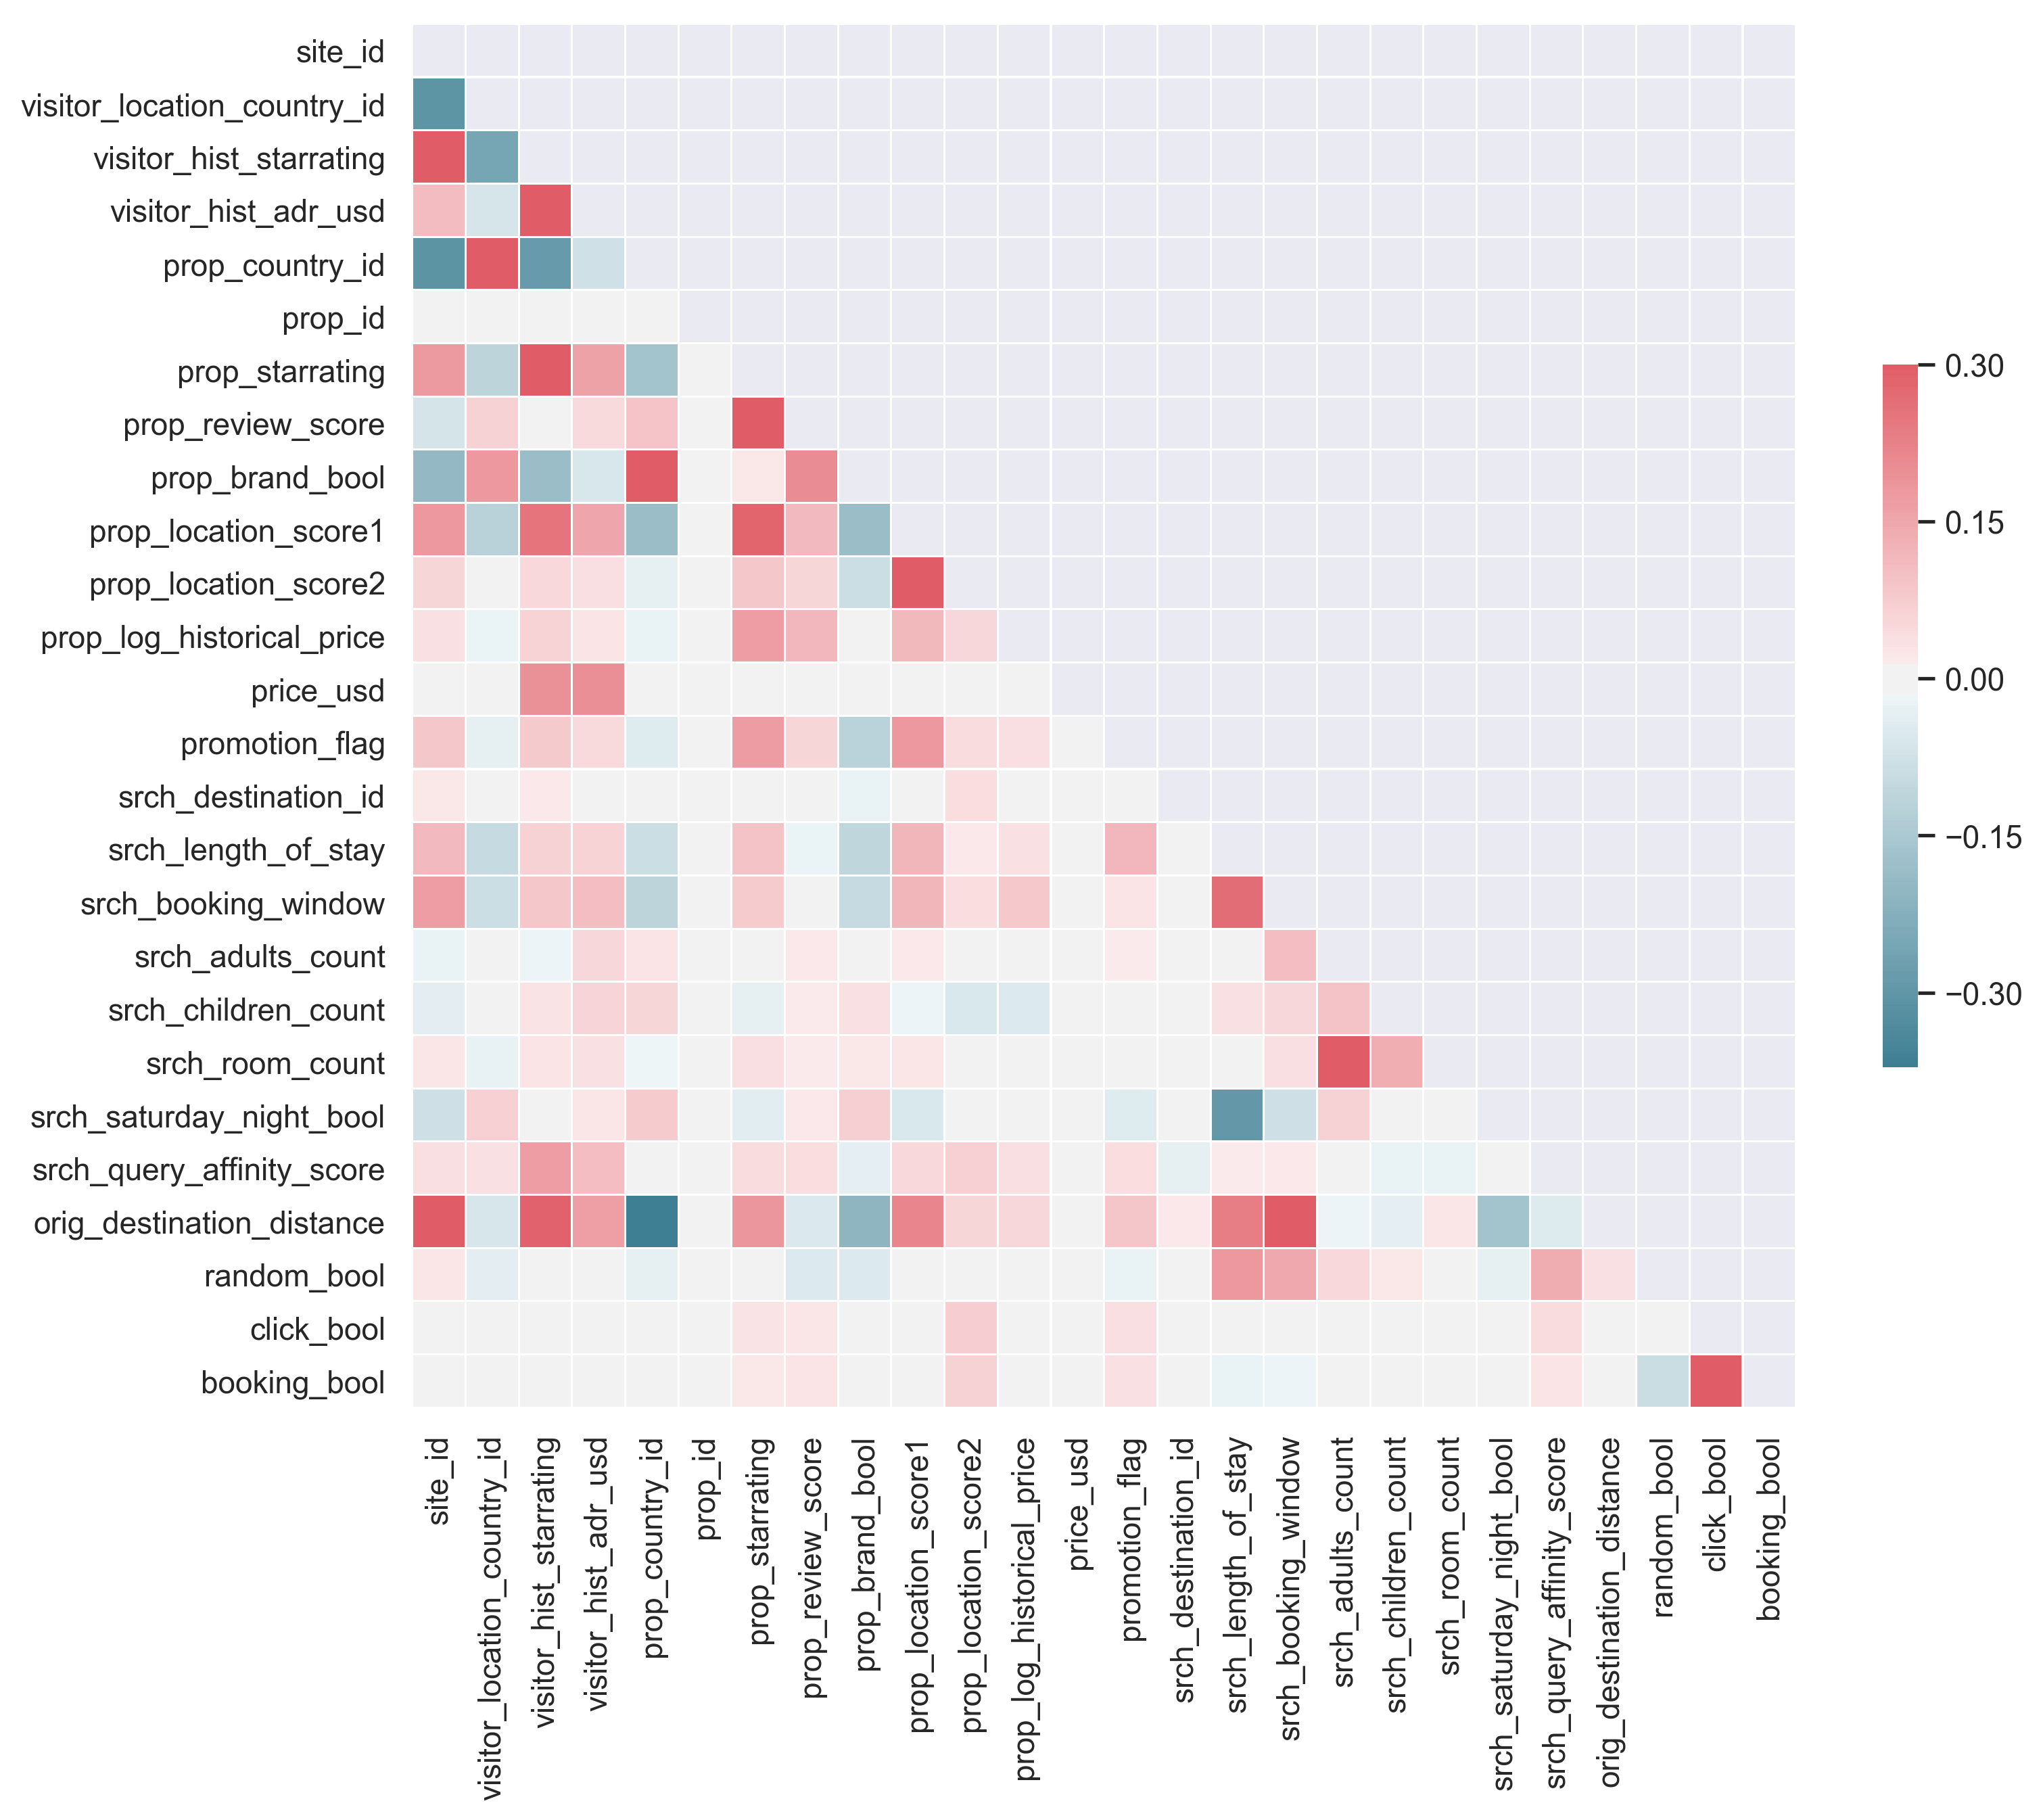 site_id
visitor_location_country_id
visitor_hist_starrating
visitor_hist_adr_usd
prop_country_id
prop_id
prop_starrating
prop_review_score
prop_brand_bool
prop_location_score1
prop_location_score2
prop_log_historical_price
price_usd
promotion_flag
srch_destination_id
srch_length_of_stay
srch_booking_window
srch_adults_count
srch_children_count
srch_room_count
srch_saturday_night_bool
srch_query_affinity_score
orig_destination_distance
random_bool
click_bool
booking_bool
site_id
visitor_location_country_id
visitor_hist_starrating
visitor_hist_adr_usd
prop_country_id
prop_id
prop_starrating
prop_review_score
prop_brand_bool
prop_location_score1
prop_location_score2
prop_log_historical_price
price_usd
promotion_flag
srch_destination_id
srch_length_of_stay
srch_booking_window
srch_adults_count
srch_children_count
srch_room_count
srch_saturday_night_bool
srch_query_affinity_score
orig_destination_distance
random_bool
click_bool
booking_bool
0.30
0.15
0.00
−0.15
−0.30